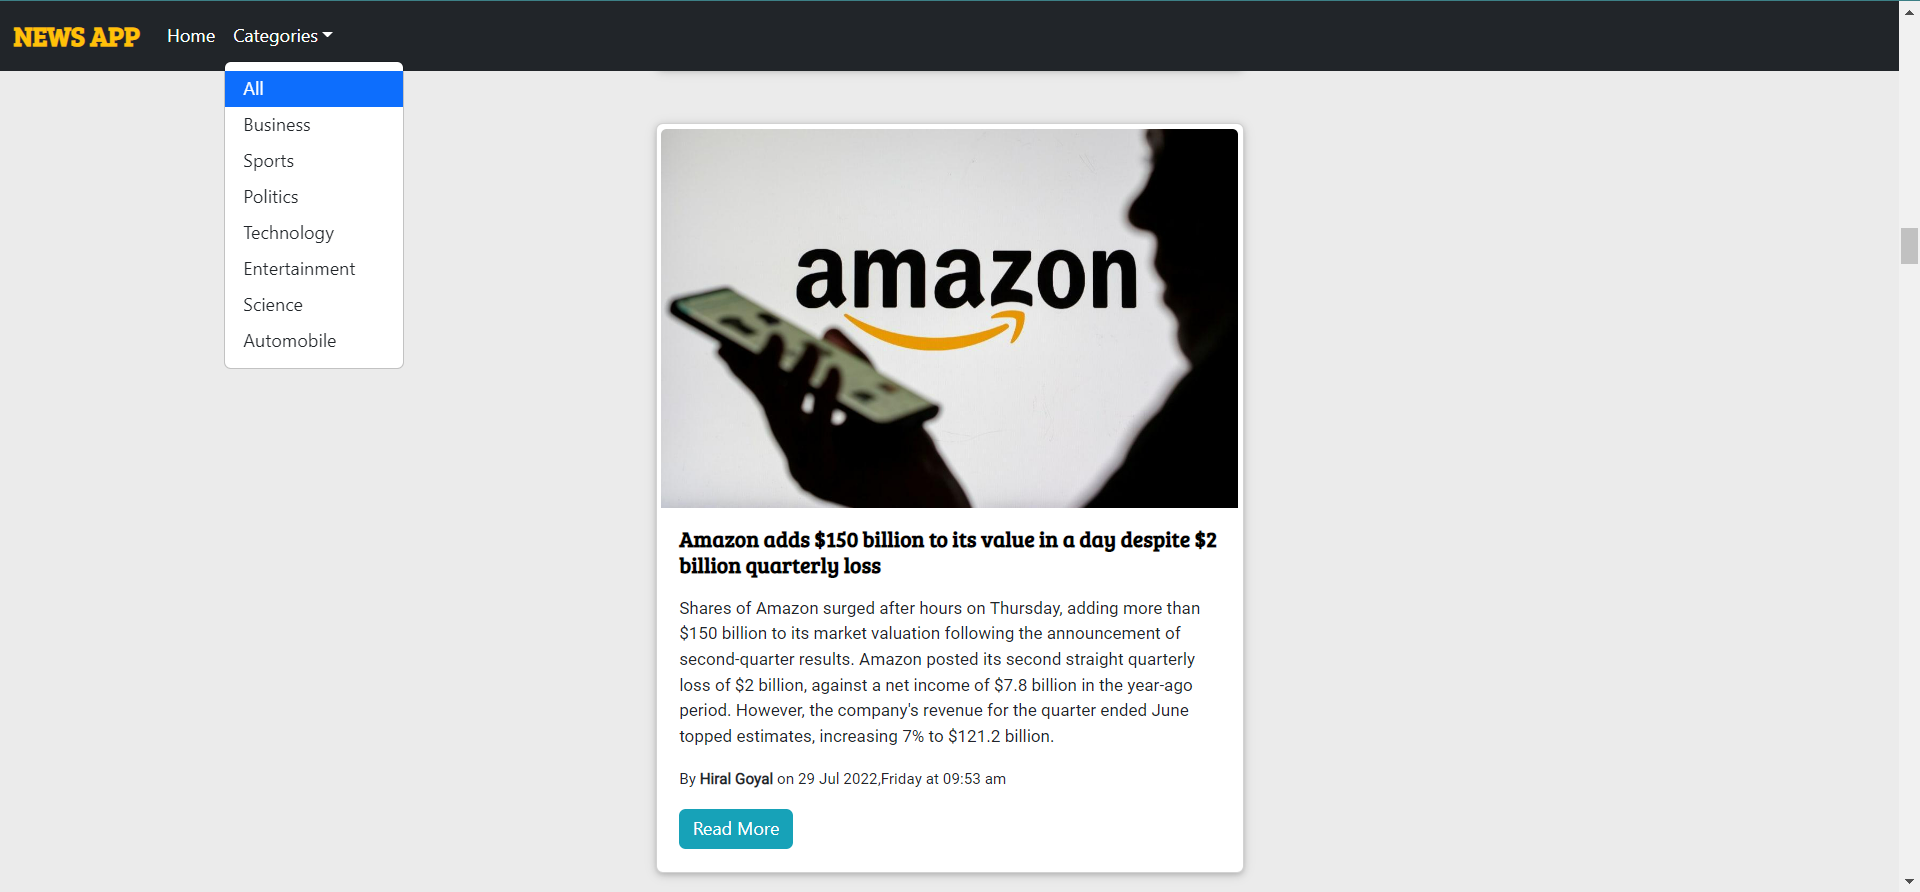 NEWS APP Home Categories
All
Business
Sports
Politics
Technology
Entertainment
Science
Automobile
amazon
Amazon adds $150 billion to its value in a day despite $2
billion quarterly loss
Shares of Amazon surged after hours on Thursday, adding more than
$150 billion to its market valuation following the announcement of
second-quarter results. Amazon posted its second straight quarterly
loss of $2 billion, against a net income of $7.8 billion in the year-ago
period. However, the company's revenue for the quarter ended June
topped estimates, increasing 7% to $121.2 billion.
By Hiral Goyal on 29 Jul 2022,Friday at 09:53 am
Read More